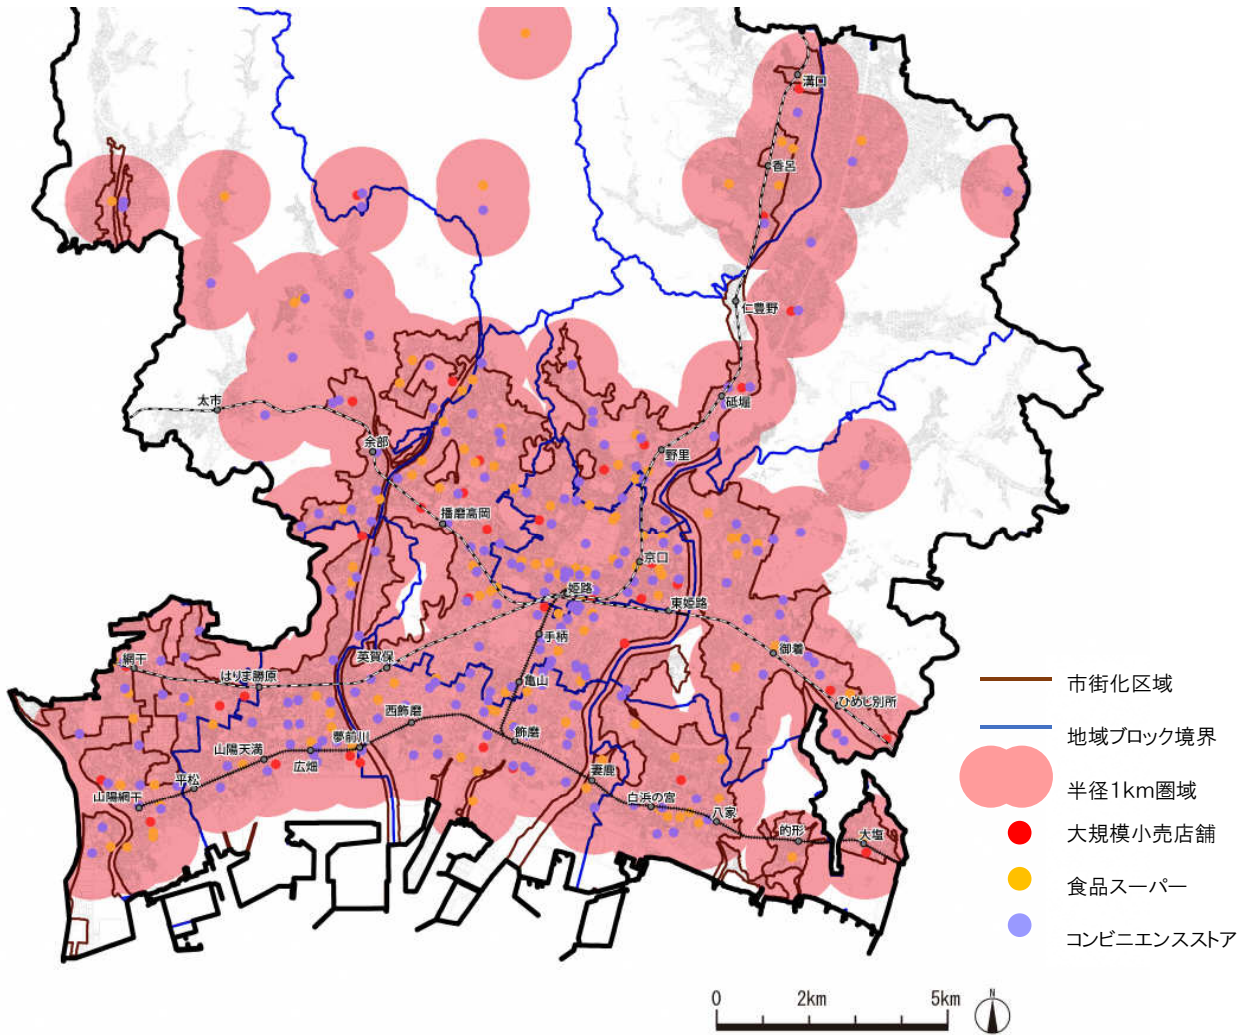 溝口
香呂
仁豊野
砥堀
太市
余部
野里
播磨高岡
京口
姫路
東姫路
手柄
御着
網干
英賀保
はりま勝原
亀山
ひめじ別所
西飾磨
飾磨
夢前川
山陽天満
広畑
平松
妻鹿
山陽網干
白浜の宮
八家
的形
大塩
市街化区域
地域ブロック境界
半径1km圏域
大規模小売店舗
食品スーパー
コンビニエンスストア
0 2km 5km
N